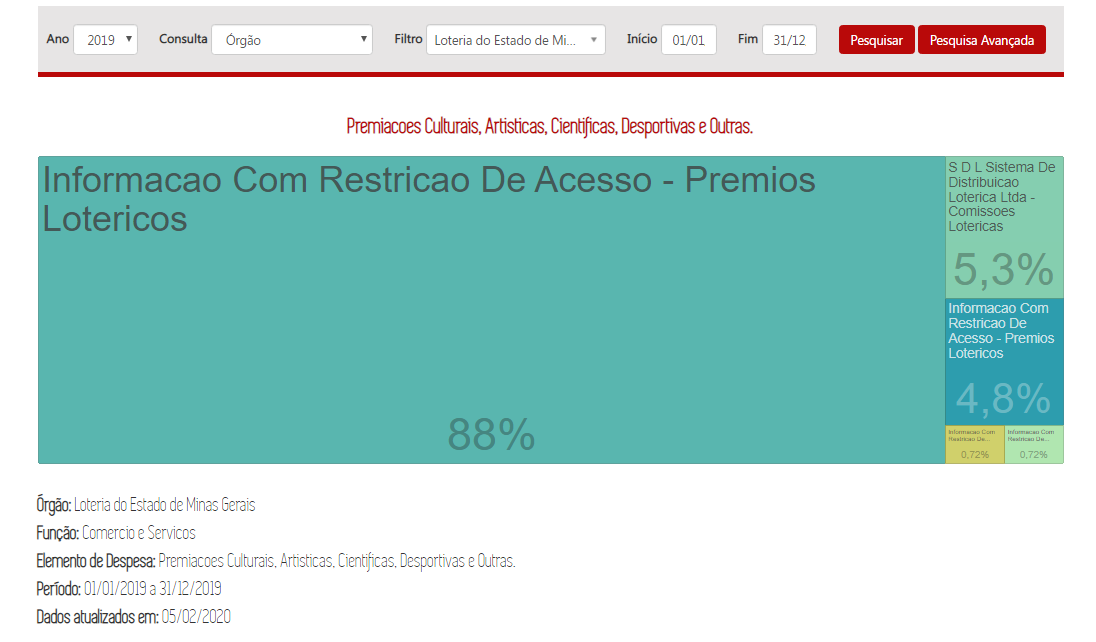 Ano 2019 Consulta Órgão Filtro Loteria do Estado de Mi... Início 01/01 Fim 31/12 Pesquisar Pesquisa Avançada
Premiacoes Culturais, Artisticas, Cientificas, Desportivas e Outras.
Informacao Com Restricao De Acesso - Premios
Lotericos
88%
S D L Sistema De
Distribuicao
Loterica Ltda -
Comissoes
Lotericas
5,3%
Informacao Com
Restricao De
Acesso - Premios
Lotericos
4,8%
Informacao Com
Restricao De...
0,72%
Informacao Com
Restricao De...
0,72%
Órgão: Loteria do Estado de Minas Gerais
Função: Comercio e Servicos
Elemento de Despesa: Premiacoes Culturais, Artisticas, Cientificas, Desportivas e Outras.
Período: 01/01/2019 a 31/12/2019
Dados atualizados em: 05/02/2020